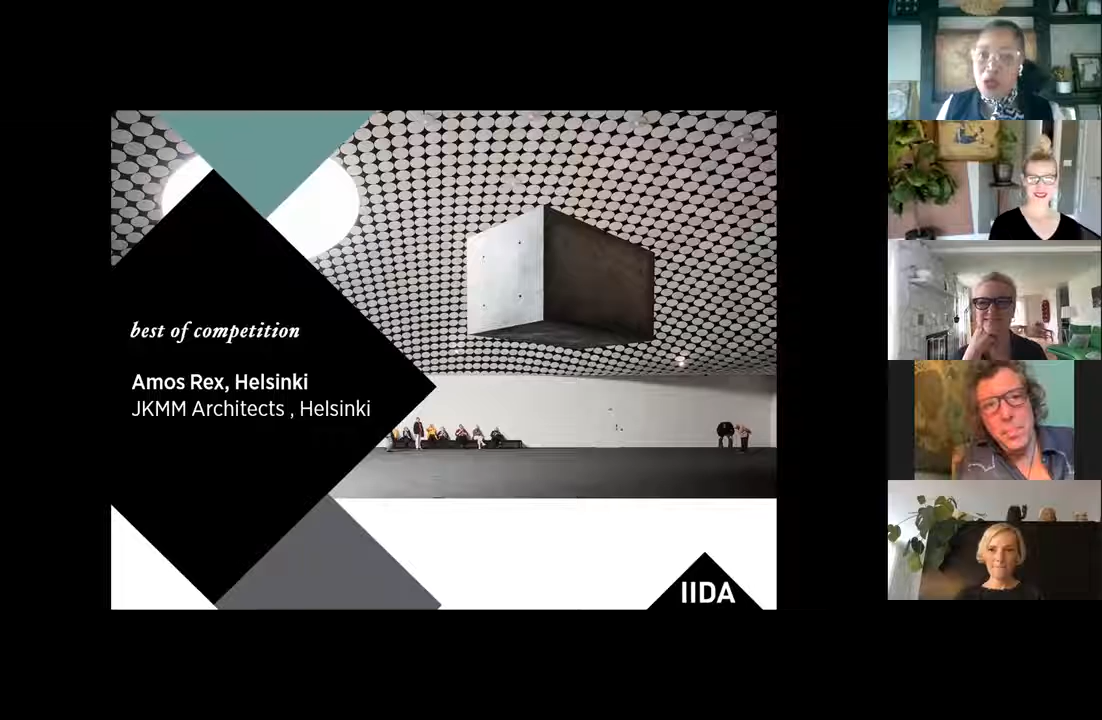 best of competition
Amos Rex, Helsinki
JKMM Architects , Helsinki
IIDA